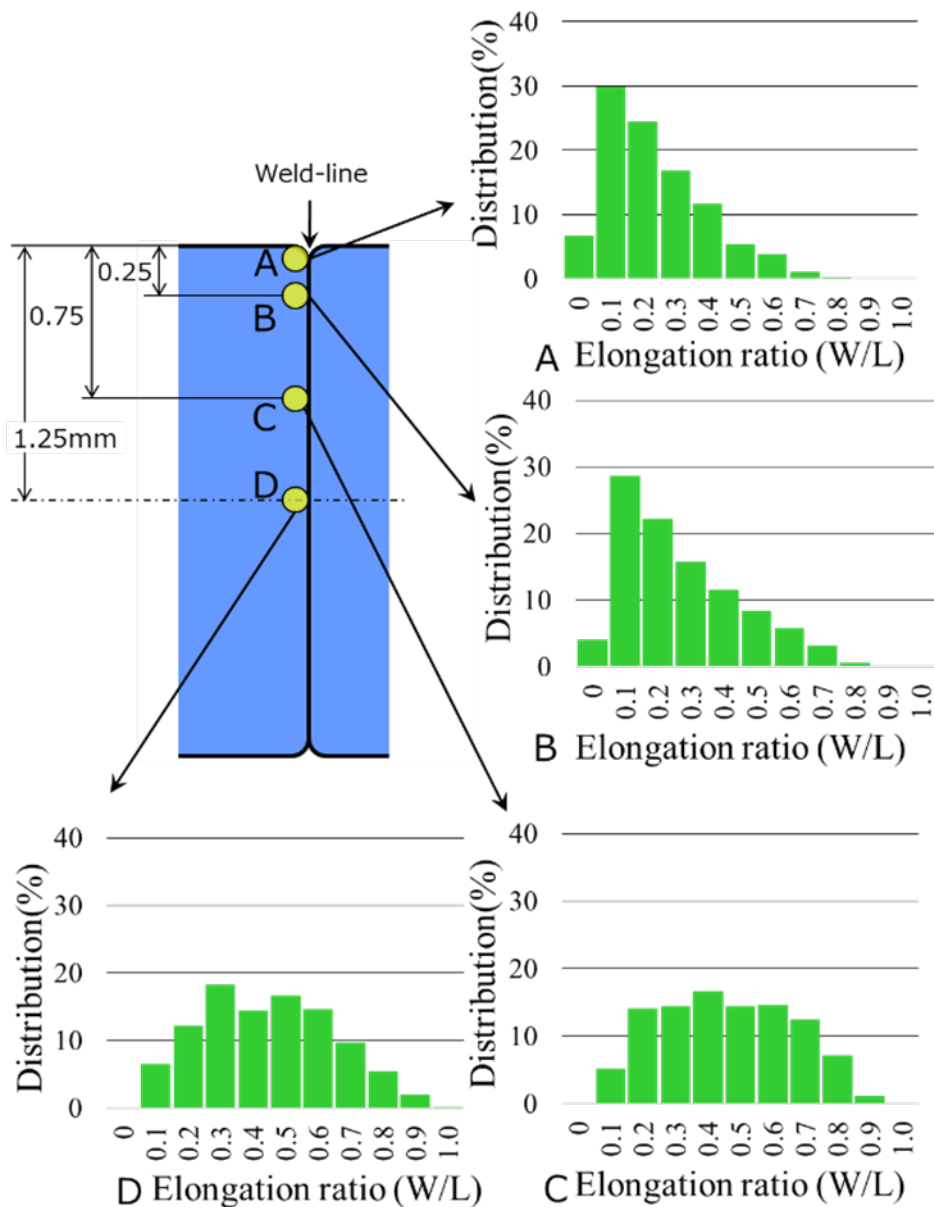 Weld-line
A
B
C
D
0.25
0.75
1.25mm
Distribution(%)
40
30
20
10
0
0 0.1 0.2 0.3 0.4 0.5 0.6 0.7 0.8 0.9 1.0
A Elongation ratio (W/L)
Distribution(%)
40
30
20
10
0
0 0.1 0.2 0.3 0.4 0.5 0.6 0.7 0.8 0.9 1.0
B Elongation ratio (W/L)
Distribution(%)
40
30
20
10
0
0 0.1 0.2 0.3 0.4 0.5 0.6 0.7 0.8 0.9 1.0
D Elongation ratio (W/L)
Distribution(%)
40
30
20
10
0
0 0.1 0.2 0.3 0.4 0.5 0.6 0.7 0.8 0.9 1.0
C Elongation ratio (W/L)